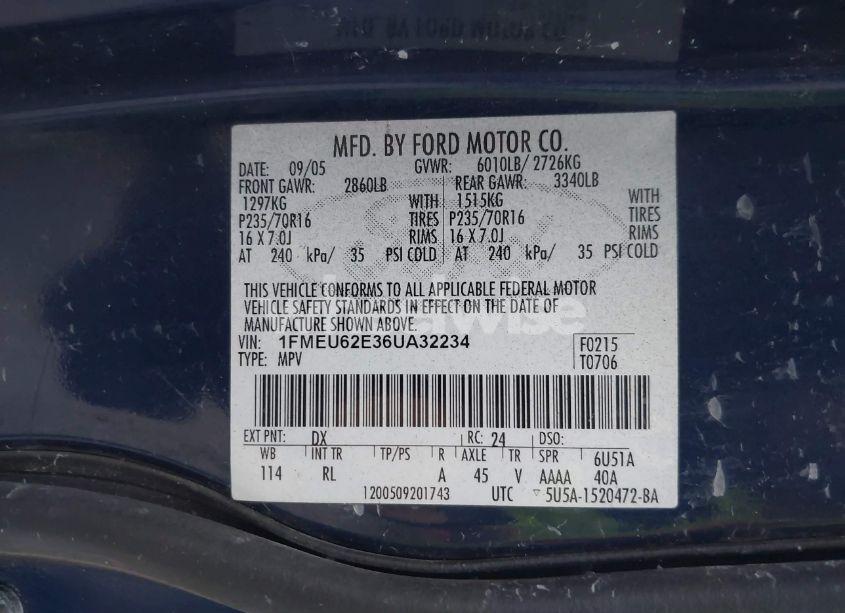 MFD. BY FORD MOTOR CO.
DATE: 09/05 GVWR: 6010LB/ 2726KG
FRONT GAWR: 2860LB REAR GAWR: 3340LB
1297KG WITH 1515KG WITH
P235/70R16 TIRES P235/70R16 TIRES
16 X 7.0J RIMS 16 X 7.0J RIMS
AT 240 kPa/ 35 PSI COLD AT 240 kPa/ 35 PSI COLD
THIS VEHICLE CONFORMS TO ALL APPLICABLE FEDERAL MOTOR
VEHICLE SAFETY STANDARDS IN EFFECT ON THE DATE OF
MANUFACTURE SHOWN ABOVE.
VIN: 1FMEU62E36UA32234 F0215
TYPE: MPV T0706
EXT PNT: DX RC: 24 DSO:
WB INT TR TP/PS R AXLE TR SPR 6U51A
114 RL A 45 V AAAA 40A
1200509201743 UTC 5U5A-1520472-BA